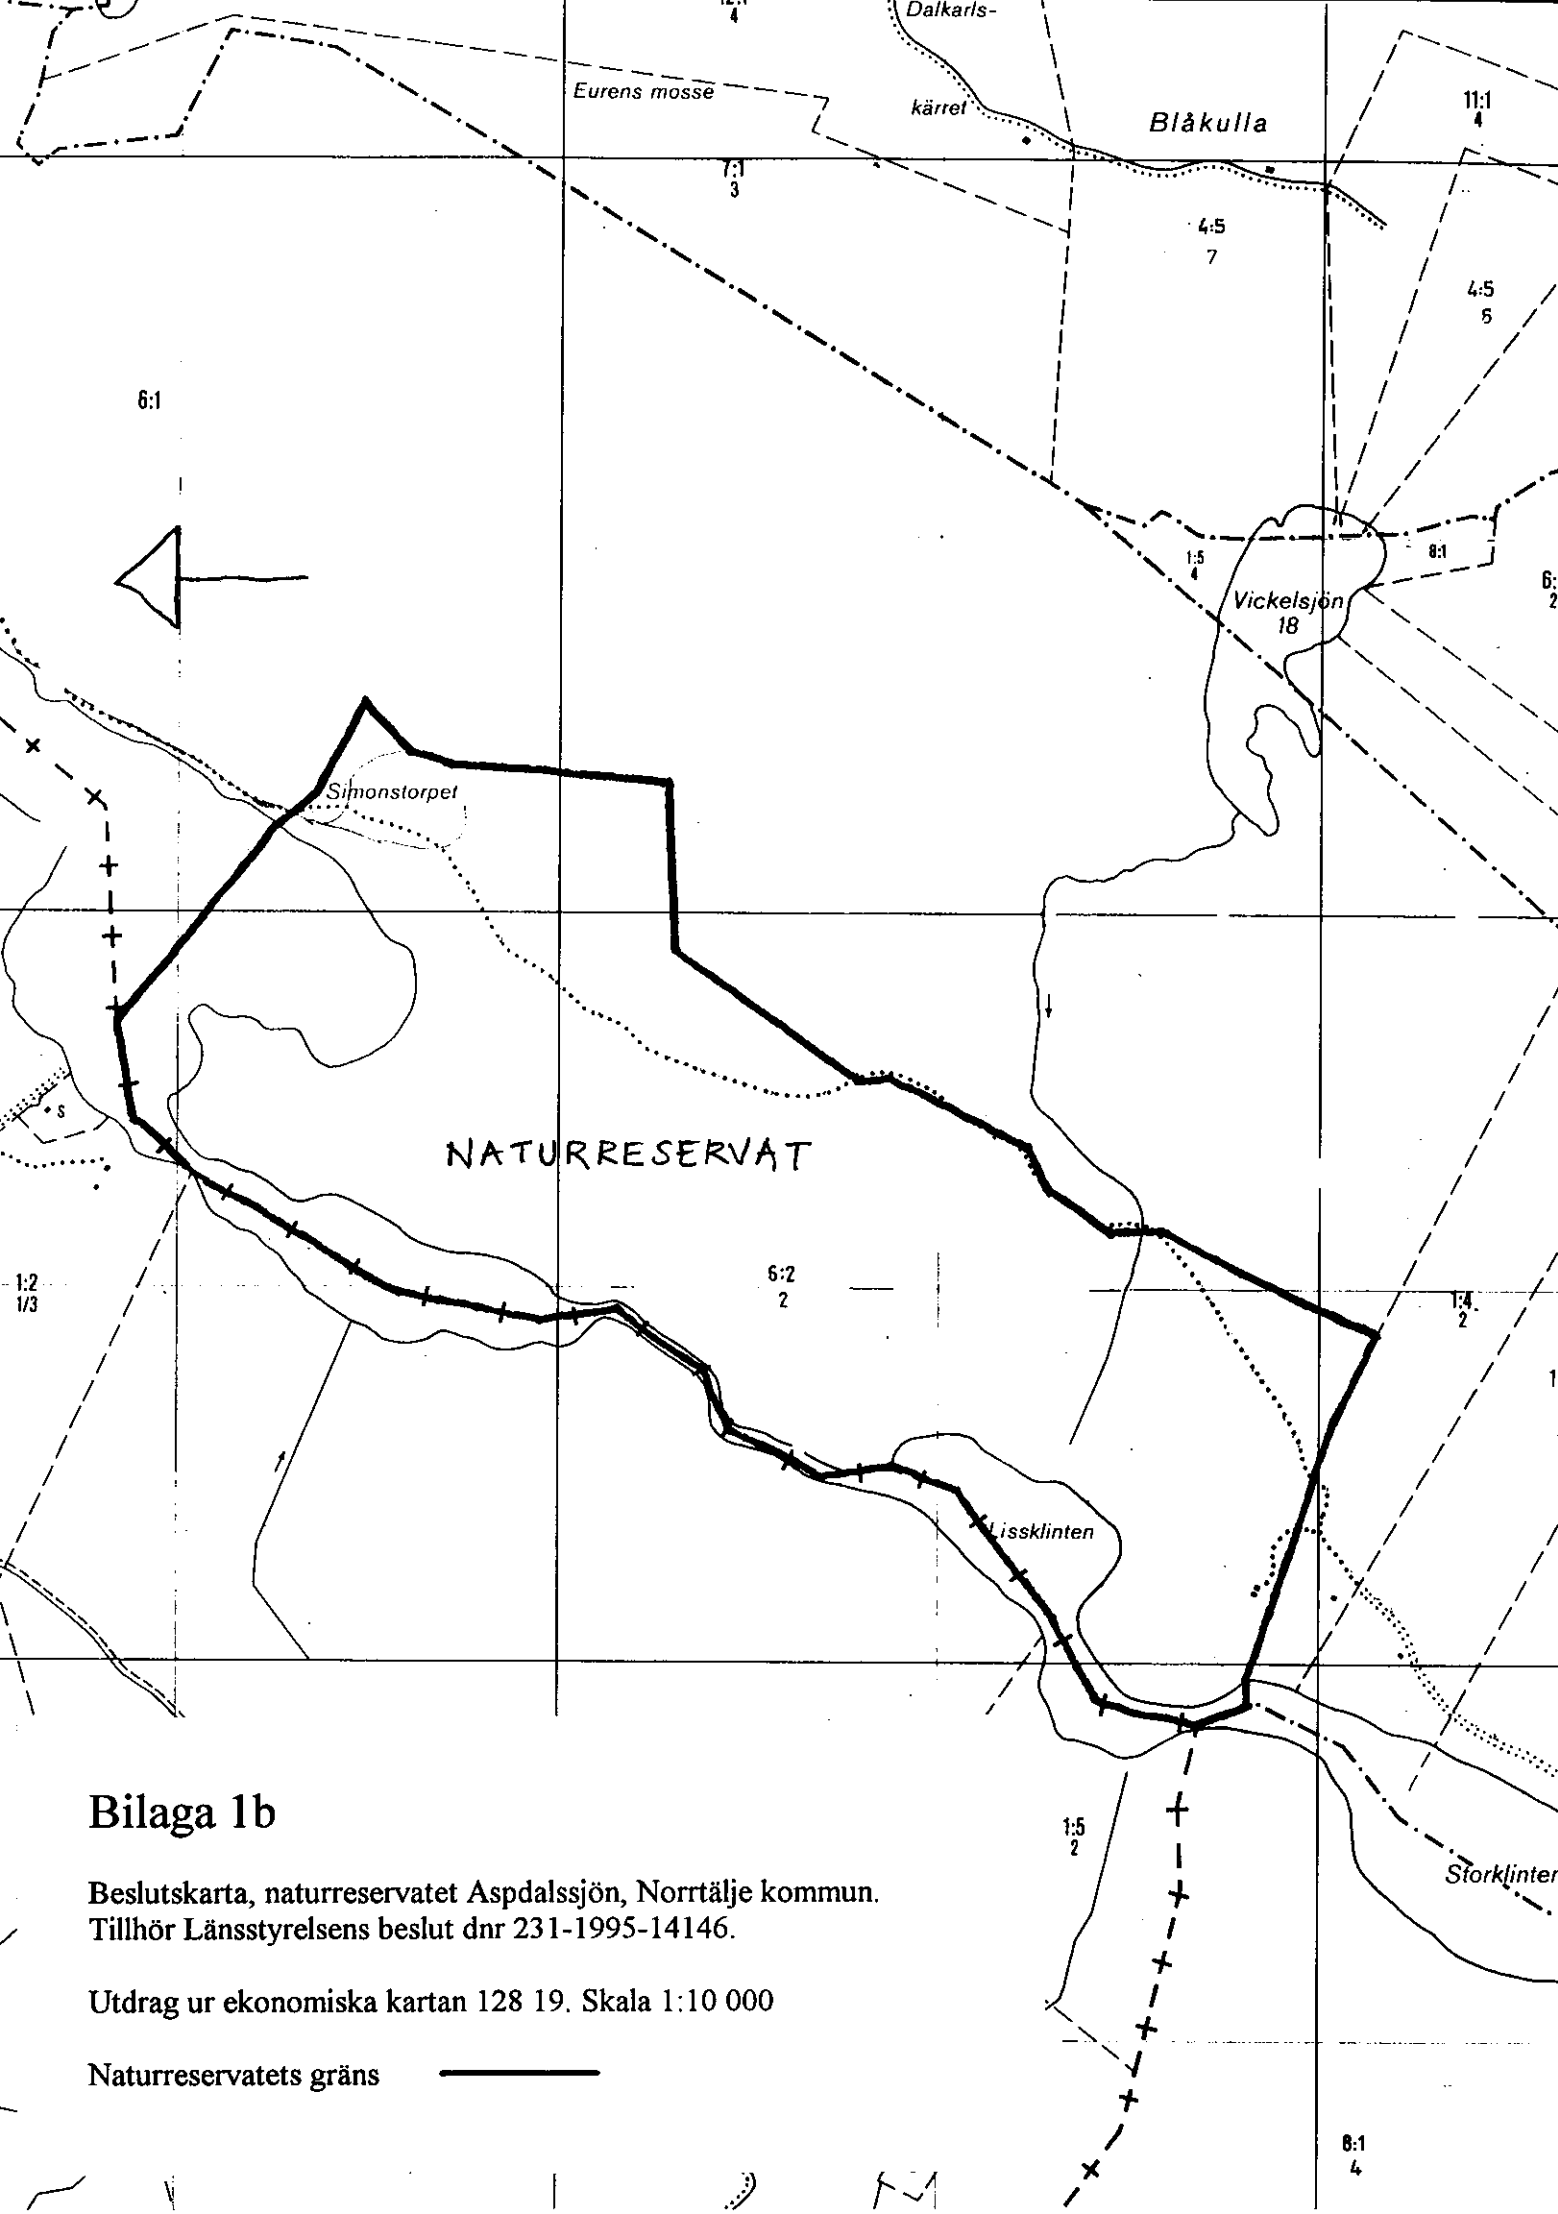 Dalkarls-
4
Eurens mosse
kärret
Blåkulla
11:1
4
7:1
3
4:5
7
4:5
6:1
1:5
4
8:1
Vickelsjön
18
6:
2
Simonstorpet
S
NATURRESERVAT
1:2
1/3
6:2
2
1:4
2
1
Lissklinten
Bilaga 1b
1:5
2
Storklinten
Beslutskarta, naturreservatet Aspdalssjön, Norrtälje kommun.
Tillhör Länsstyrelsens beslut dnr 231-1995-14146.
Utdrag ur ekonomiska kartan 128 19. Skala 1:10 000
Naturreservatets gräns
8:1
4